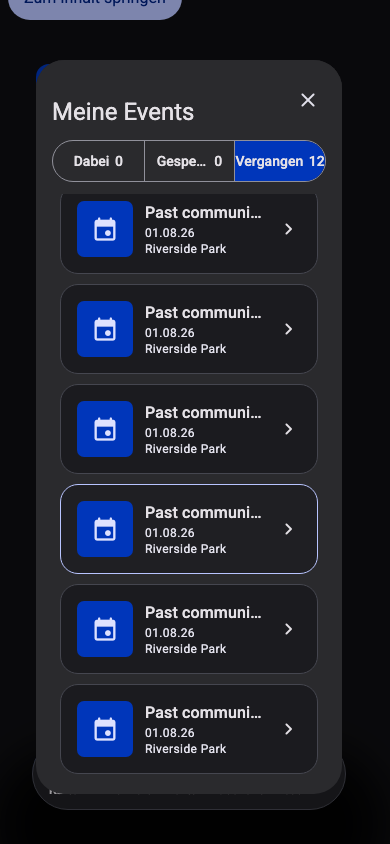 Zum Inhalt springen
Meine Events
Dabei 0
Gespe… 0
Vergangen 12
Past communi…
01.08.26
Riverside Park
Past communi…
01.08.26
Riverside Park
Past communi…
01.08.26
Riverside Park
Past communi…
01.08.26
Riverside Park
Past communi…
01.08.26
Riverside Park
Past communi…
01.08.26
Riverside Park